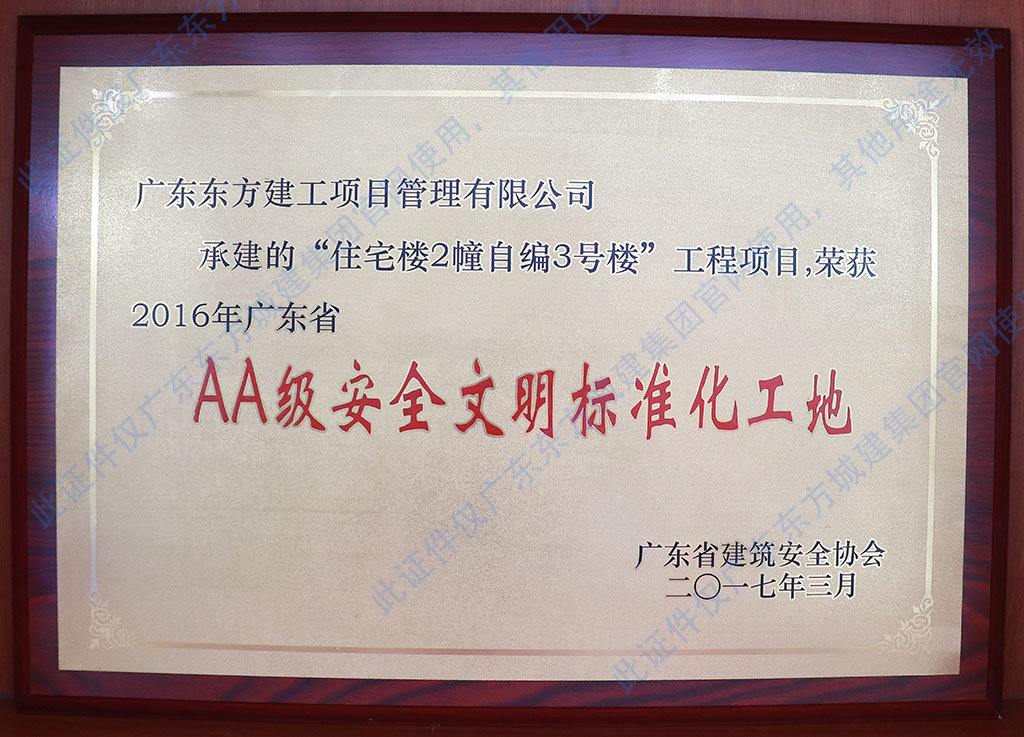 广东东方建工项目管理有限公司
承建的“住宅楼2幢自编3号楼”工程项目,荣获
2016年广东省
AA级安全文明标准化工地
广东省建筑安全协会
二〇一七年三月
此证件仅广东东方城建集团官网使用，其他用途无效
此证件仅广东东方城建集团官网使用，其他用途无效